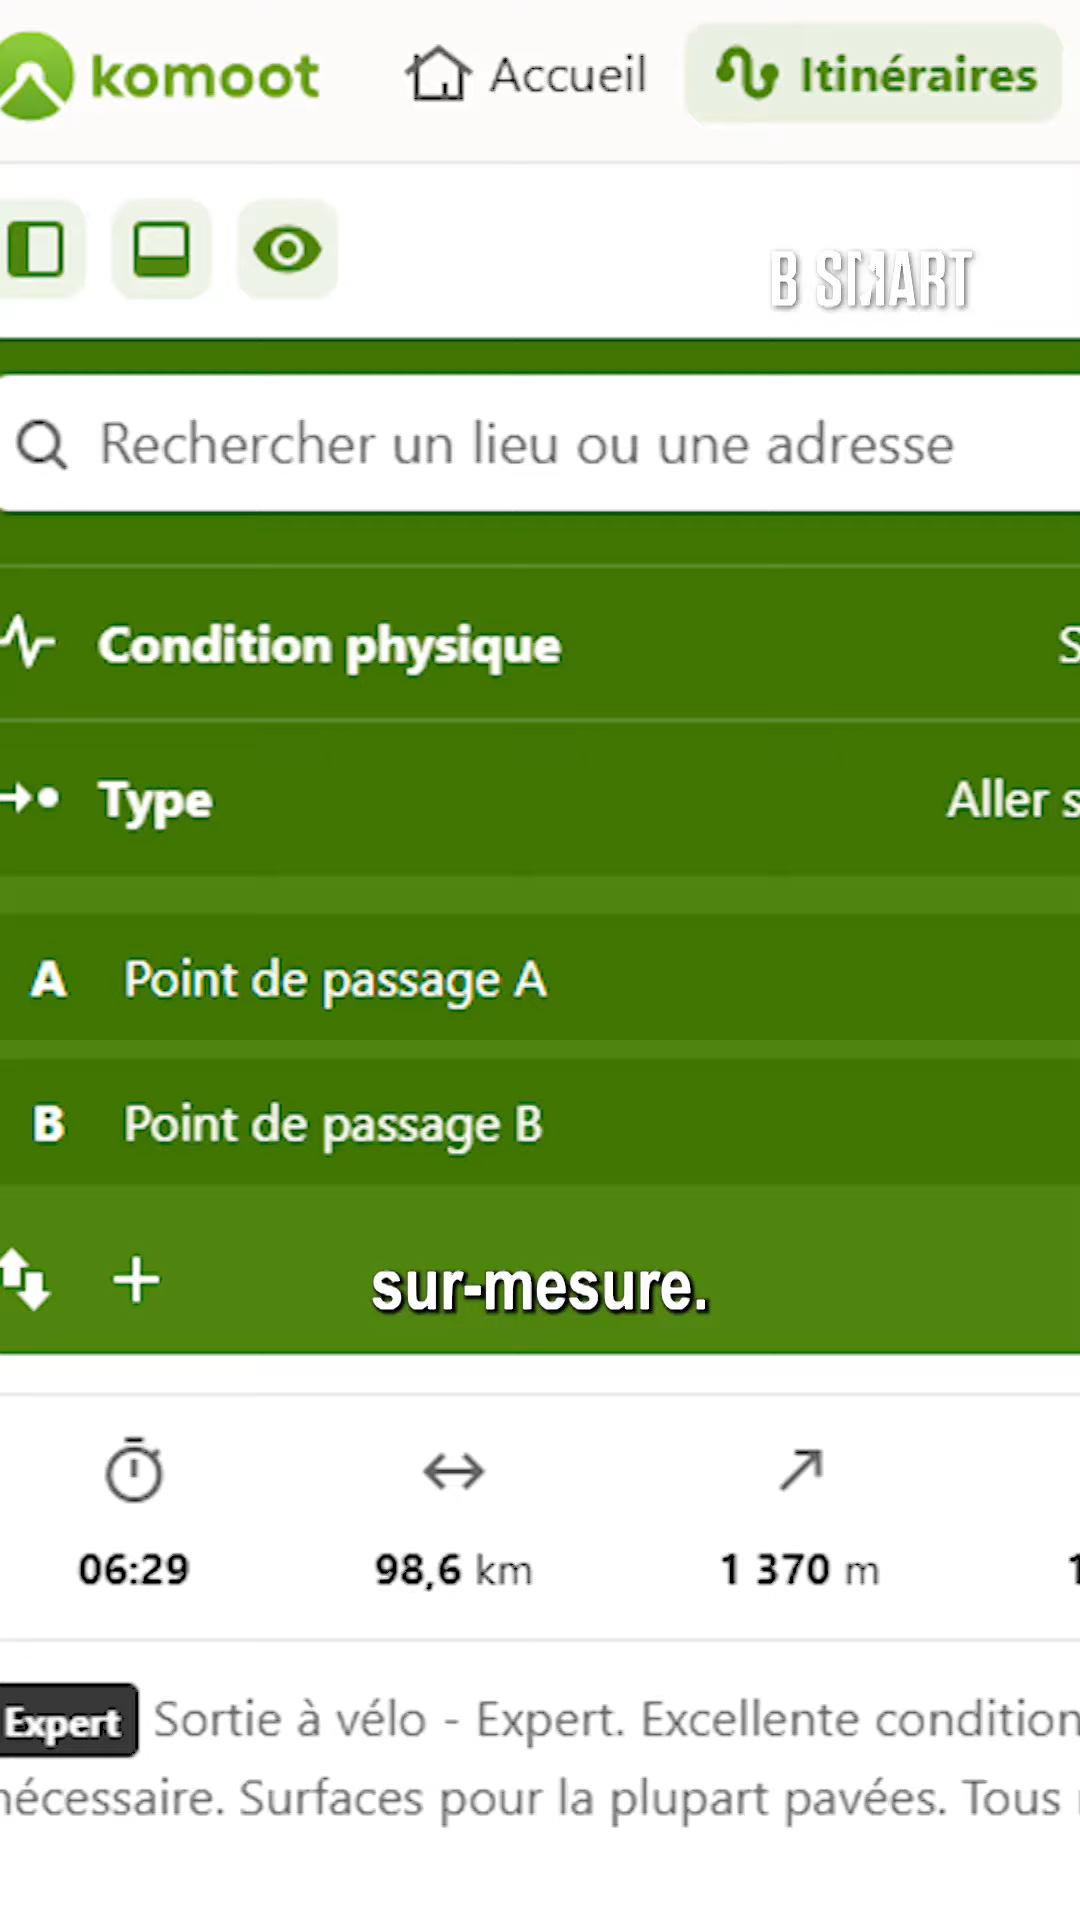 komoot Accueil Itinéraires
B SMART
Rechercher un lieu ou une adresse
Condition physique S
Type Aller s
A Point de passage A
B Point de passage B
sur-mesure.
06:29 98,6 km 1 370 m 1
Expert Sortie à vélo - Expert. Excellente condition
nécessaire. Surfaces pour la plupart pavées. Tous